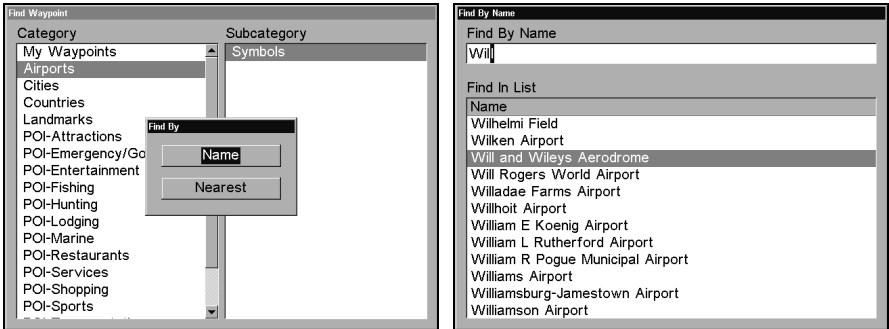 Find Waypoint
Category
Subcategory
My Waypoints
Airports
Cities
Countries
Landmarks
POI-Attractions
POI-Emergency/Go
POI-Entertainment
POI-Fishing
POI-Hunting
POI-Lodging
POI-Marine
POI-Restaurants
POI-Services
POI-Shopping
POI-Sports
Symbols
Find By
Name
Nearest
Find By Name
Find By Name
Will
Find In List
Name
Wilhelmi Field
Wilken Airport
Will and Wileys Aerodrome
Will Rogers World Airport
Willadae Farms Airport
Willhoit Airport
William E Koenig Airport
William L Rutherford Airport
William R Pogue Municipal Airport
Williams Airport
Williamsburg-Jamestown Airport
Williamson Airport